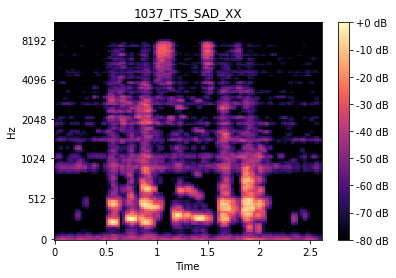 1037_ITS_SAD_XX
Hz
8192
4096
2048
1024
512
0
0
0.5
1
1.5
2
2.5
Time
+0 dB
-10 dB
-20 dB
-30 dB
-40 dB
-50 dB
-60 dB
-70 dB
-80 dB